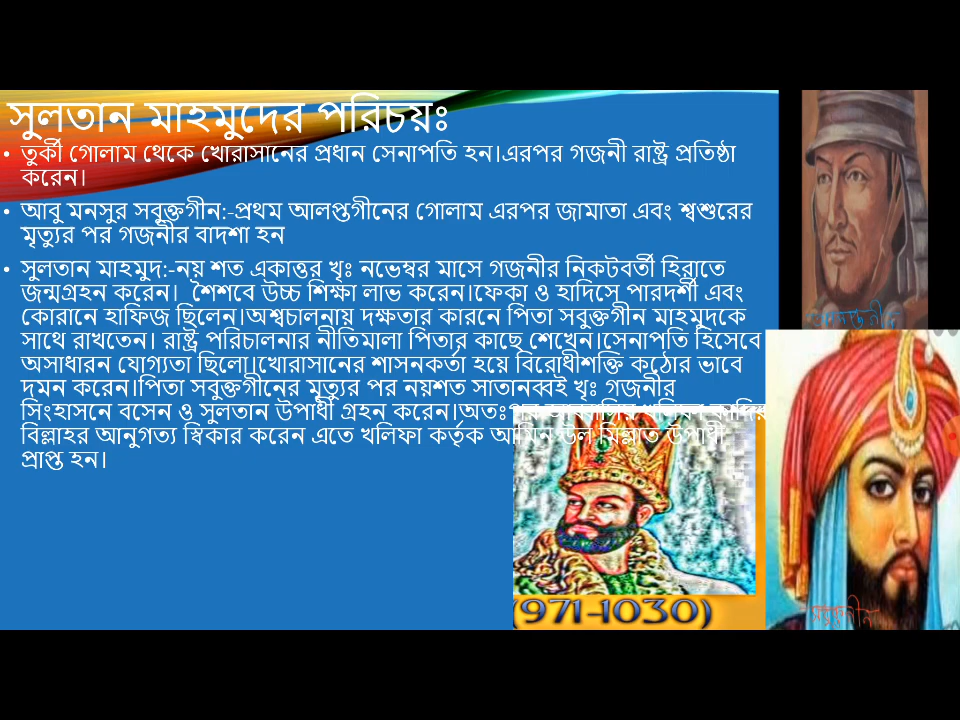 সুলতান মাহমুদের পরিচয়ঃ
• তুর্কী গোলাম থেকে খোরাসানের প্রধান সেনাপতি হন।এরপর গজনী রাষ্ট্র প্রতিষ্ঠা
করেন।
• আবু মনসুর সবুক্তগীন:-প্রথম আলপ্তগীনের গোলাম এরপর জামাতা এবং শ্বশুরের
মৃত্যুর পর গজনীর বাদশা হন
• সুলতান মাহমুদ:-নয় শত একাত্তর খৃঃ নভেম্বর মাসে গজনীর নিকটবর্তী হিরাতে
জন্মগ্রহন করেন। শৈশবে উচ্চ শিক্ষা লাভ করেন।ফেকা ও হাদিসে পারদর্শী এবং
কোরানে হাফিজ ছিলেন।অশ্বচালনায় দক্ষতার কারনে পিতা সবুক্তগীন মাহমুদকে
সাথে রাখতেন। রাষ্ট্র পরিচালনার নীতিমালা পিতার কাছে শেখেন।সেনাপতি হিসেবে
অসাধারন যোগ্যতা ছিলো।খোরাসানের শাসনকর্তা হয়ে বিরোধীশক্তি কঠোর ভাবে
দমন করেন।পিতা সবুক্তগীনের মৃত্যুর পর নয়শত সাতানব্বই খৃঃ গজনীর
সিংহাসনে বসেন ও সুলতান উপাধী গ্রহন করেন।অতঃপর
বিল্লাহর আনুগত্য স্বিকার করেন এতে খলিফা কর্তৃক আমিন উল মিল্লাত উপাধী
প্রাপ্ত হন।
(971-1030)